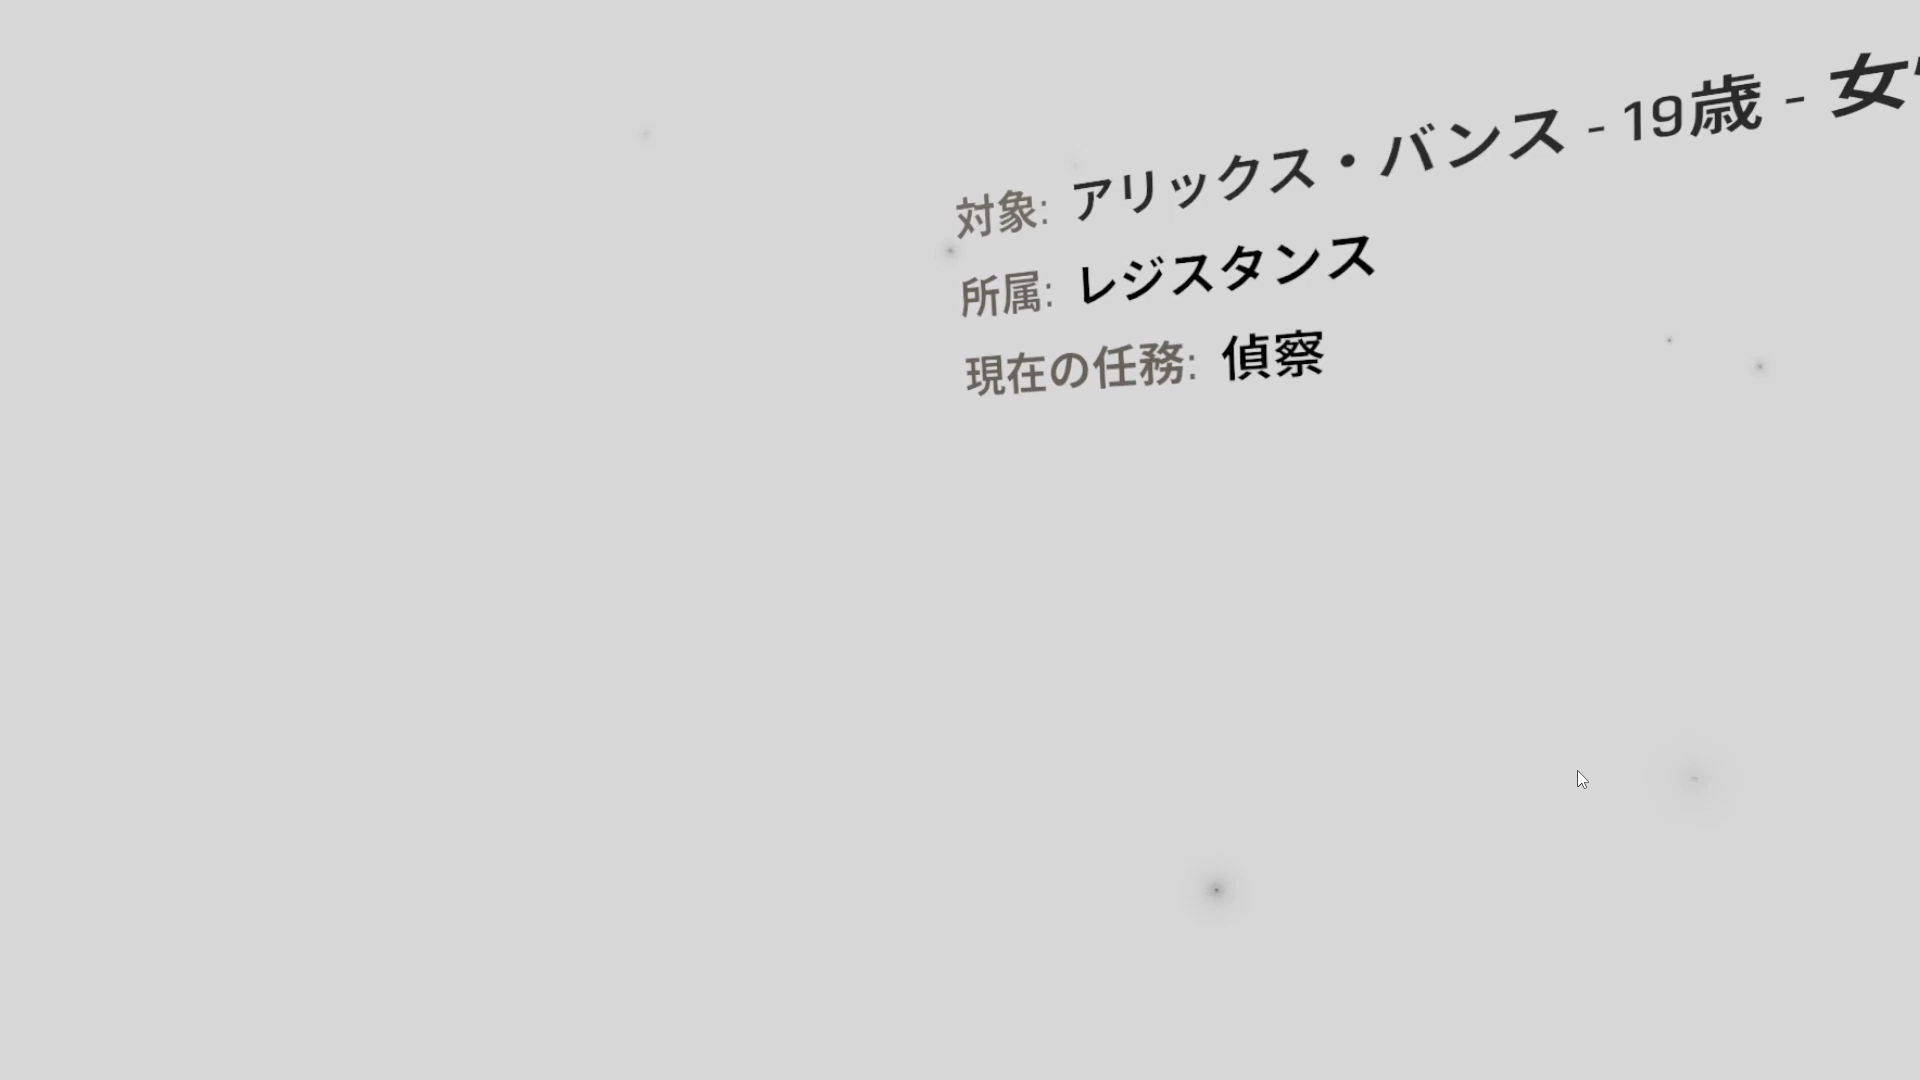 対象: アリックス・バンス - 19歳 - 女
所属: レジスタンス
現在の任務: 偵察